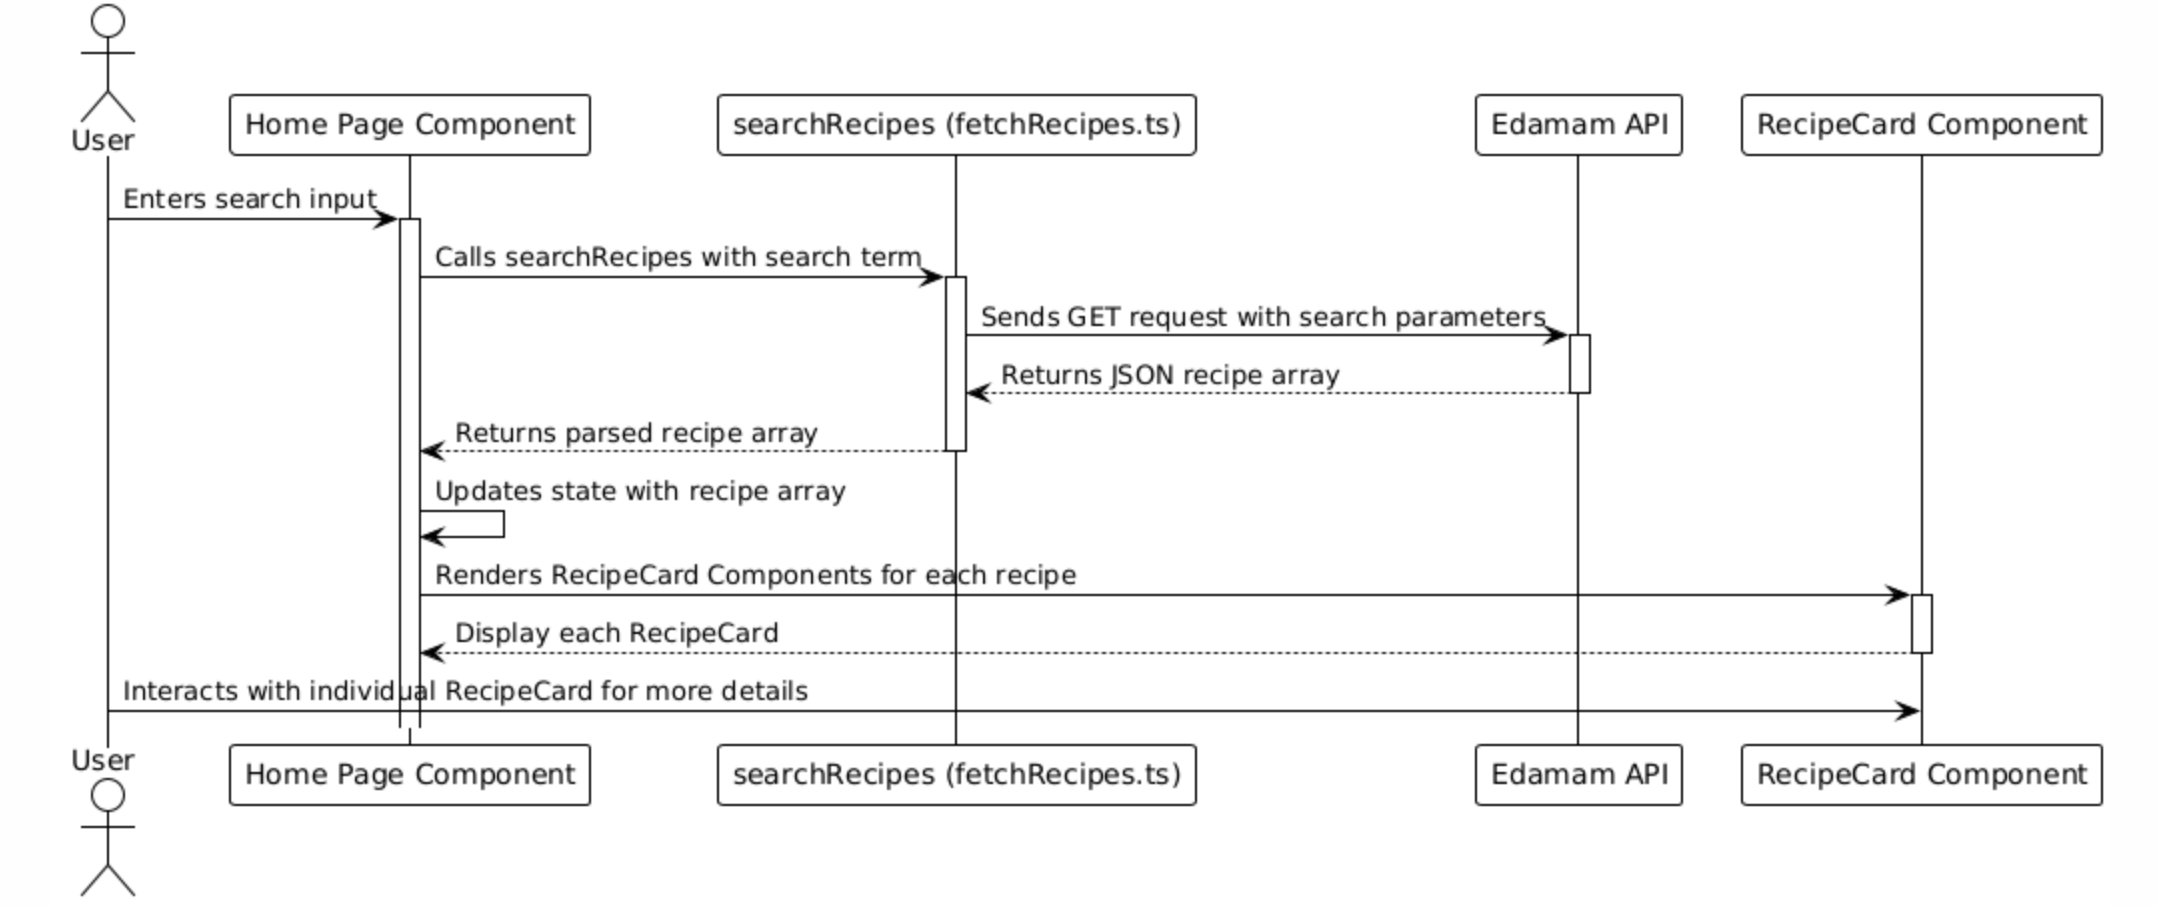 User
Home Page Component
searchRecipes (fetchRecipes.ts)
Edamam API
RecipeCard Component
Enters search input
Calls searchRecipes with search term
Sends GET request with search parameters
Returns JSON recipe array
Returns parsed recipe array
Updates state with recipe array
Renders RecipeCard Components for each recipe
Display each RecipeCard
Interacts with individual RecipeCard for more details
User
Home Page Component
searchRecipes (fetchRecipes.ts)
Edamam API
RecipeCard Component